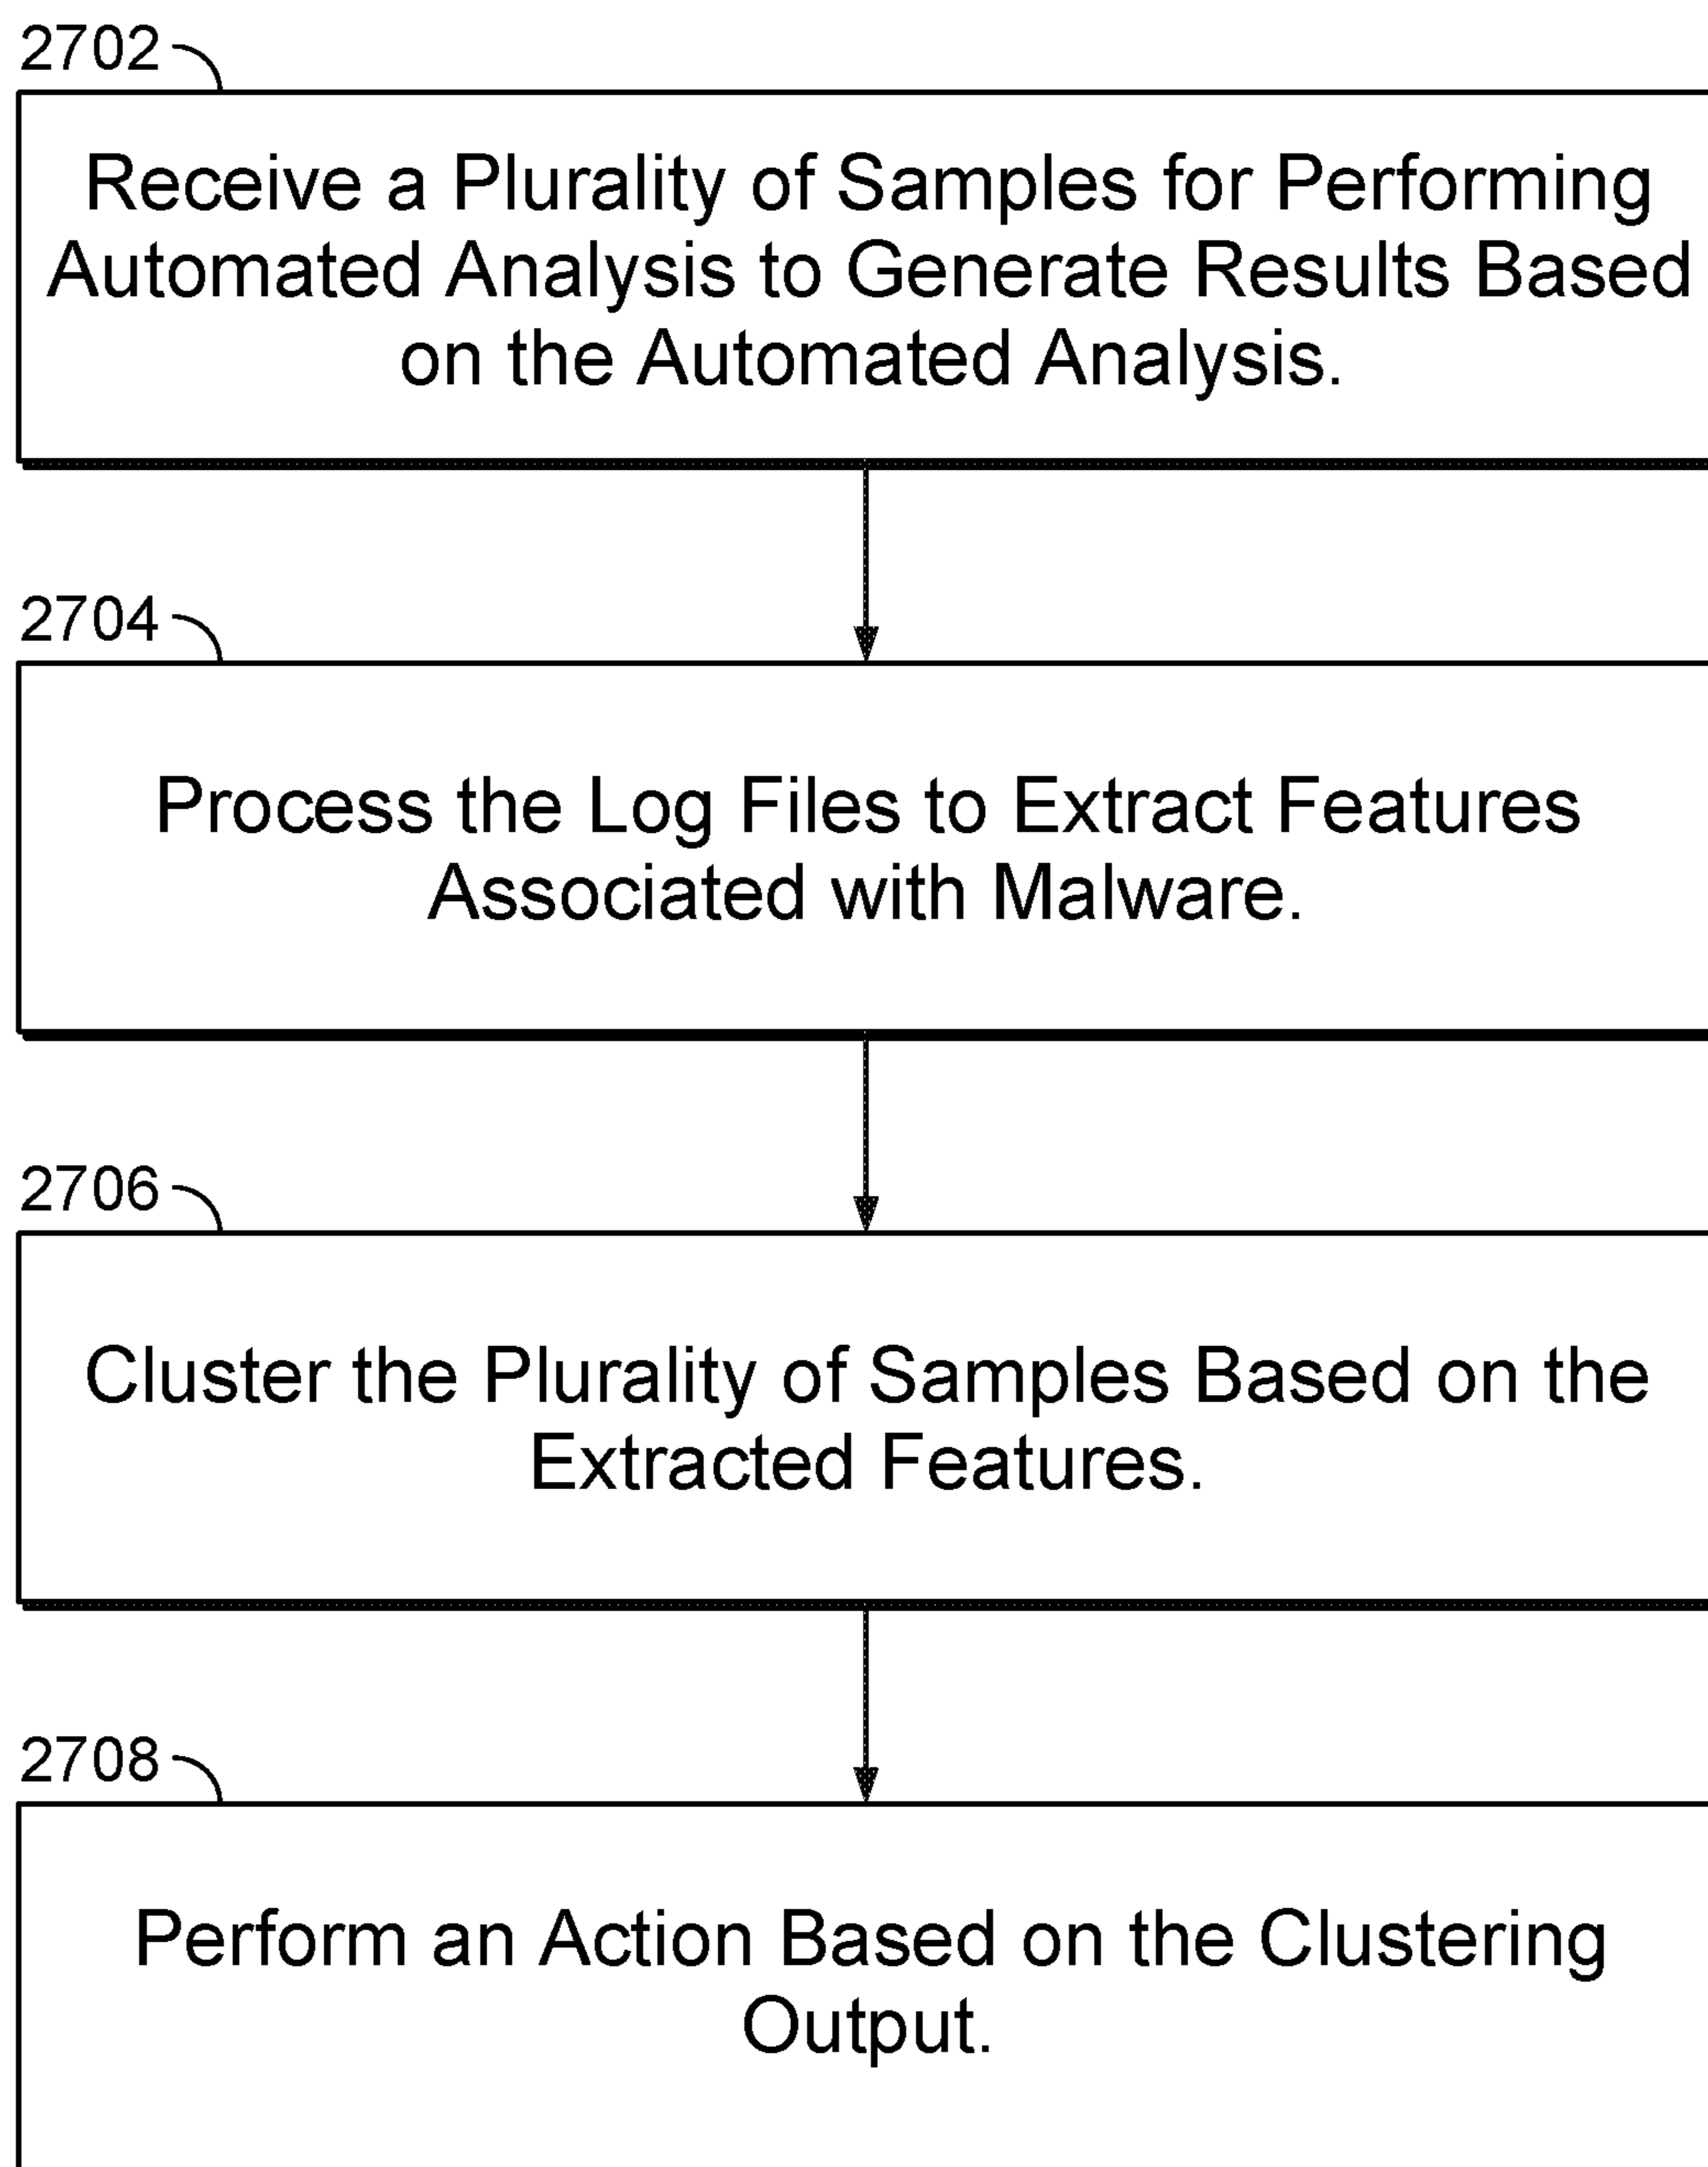 2702
Receive a Plurality of Samples for Performing
Automated Analysis to Generate Results Based
on the Automated Analysis.
2704
Process the Log Files to Extract Features
Associated with Malware.
2706
Cluster the Plurality of Samples Based on the
Extracted Features.
2708
Perform an Action Based on the Clustering
Output.